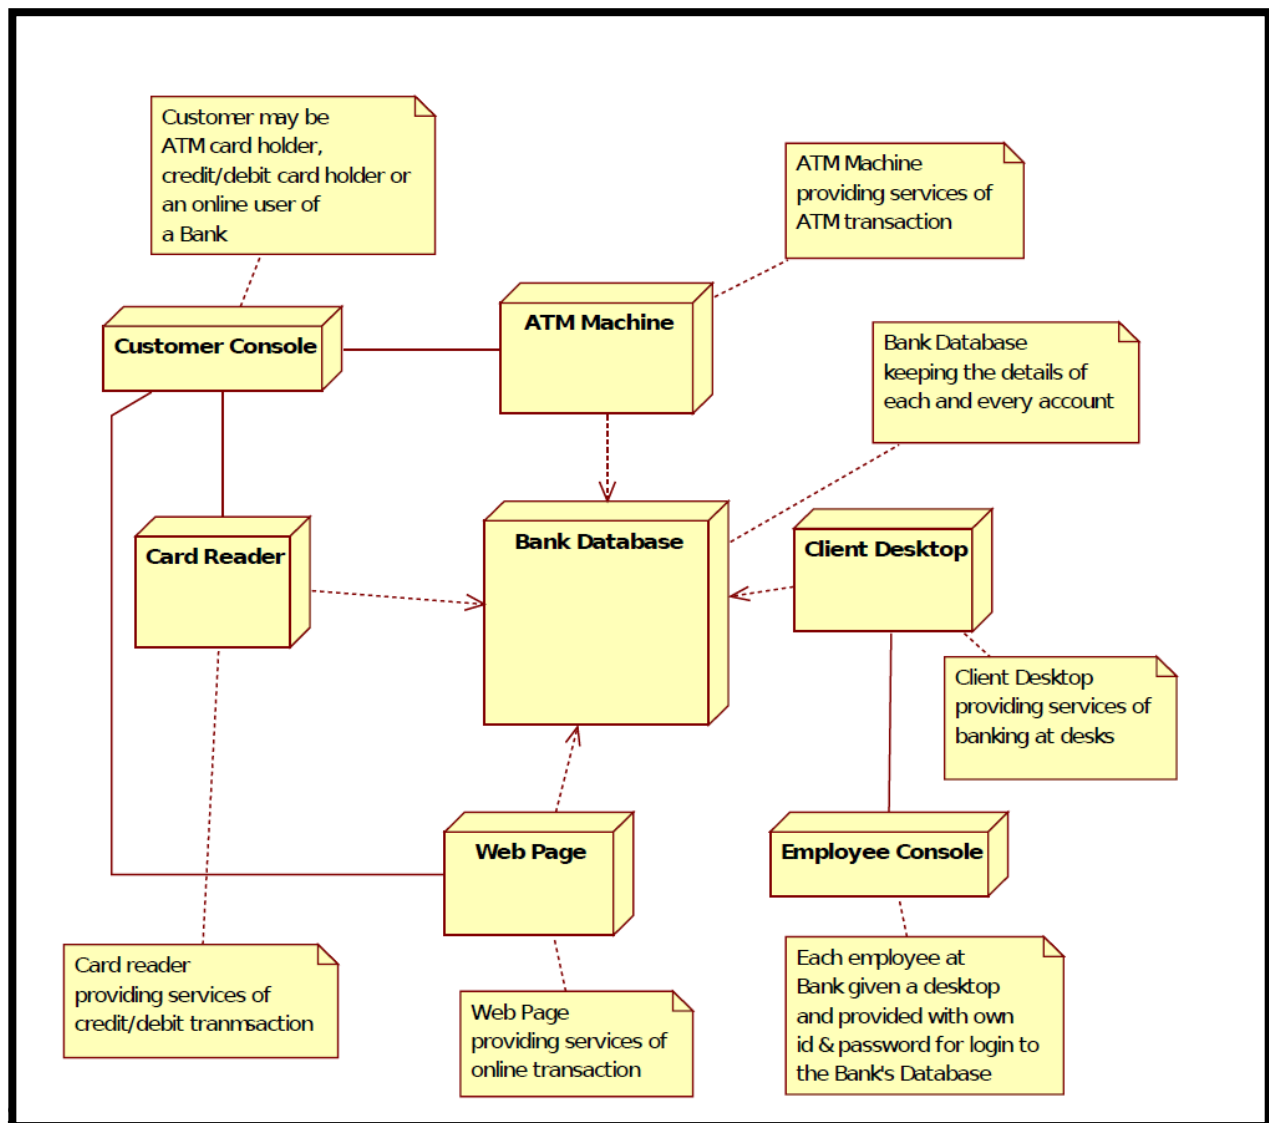 Customer may be
ATM card holder,
credit/debit card holder or
an online user of
a Bank
ATM Machine
providing services of
ATM transaction
Customer Console
ATM Machine
Bank Database
keeping the details of
each and every account
Card Reader
Bank Database
Client Desktop
Client Desktop
providing services of
banking at desks
Web Page
Employee Console
Card reader
providing services of
credit/debit tranmsaction
Web Page
providing services of
online transaction
Each employee at
Bank given a desktop
and provided with own
id & password for login to
the Bank's Database